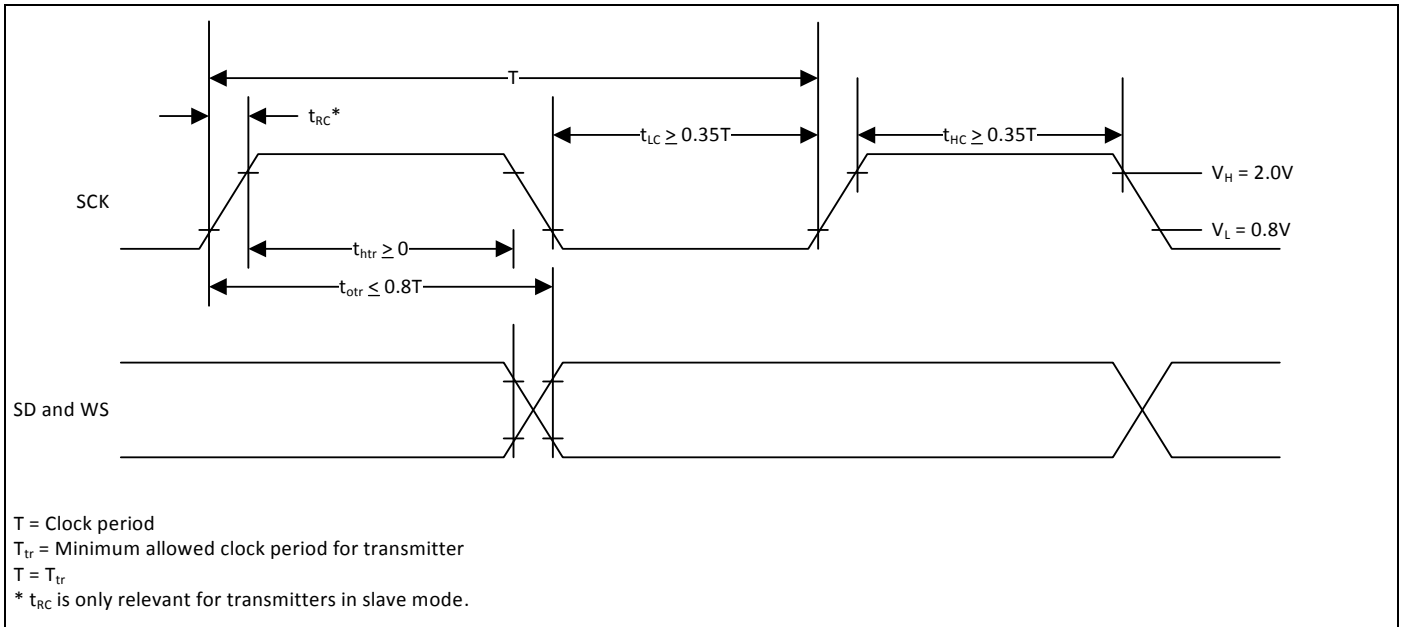 T
t_RC*
t_LC ≥ 0.35T
t_HC ≥ 0.35T
V_H = 2.0V
SCK
V_L = 0.8V
t_htr ≥ 0
t_otr ≤ 0.8T
SD and WS
T = Clock period
T_tr = Minimum allowed clock period for transmitter
T = T_tr
* t_RC is only relevant for transmitters in slave mode.